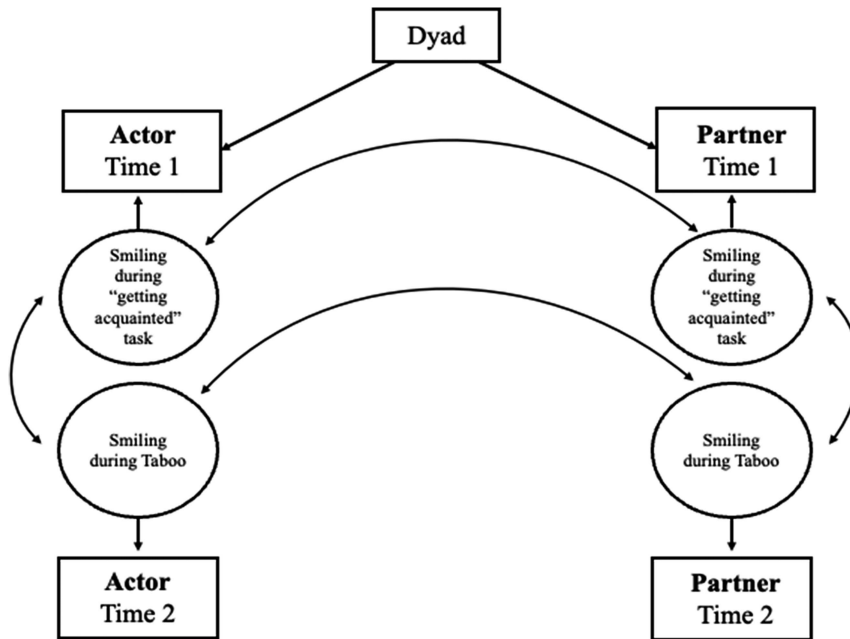 Dyad
Actor
Time 1
Partner
Time 1
Smiling
during
“getting
acquainted”
task
Smiling
during
“getting
acquainted”
task
Smiling
during Taboo
Smiling
during Taboo
Actor
Time 2
Partner
Time 2